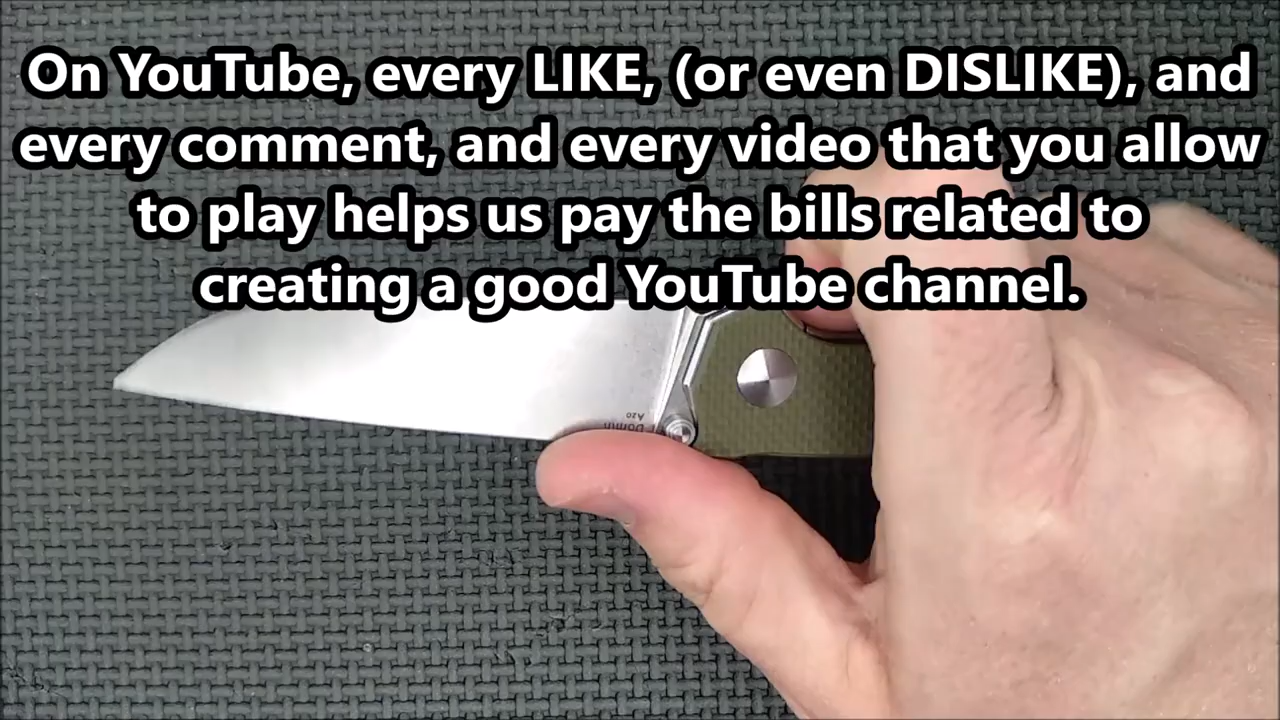 On YouTube, every LIKE, (or even DISLIKE), and
every comment, and every video that you allow
to play helps us pay the bills related to
creating a good YouTube channel.
A20